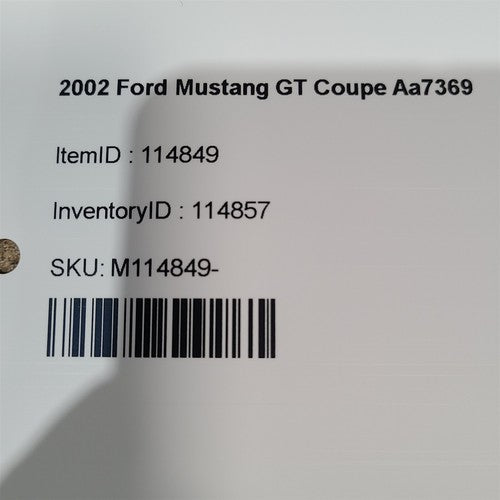 2002 Ford Mustang GT Coupe Aa7369
ItemID : 114849
InventoryID : 114857
SKU: M114849-